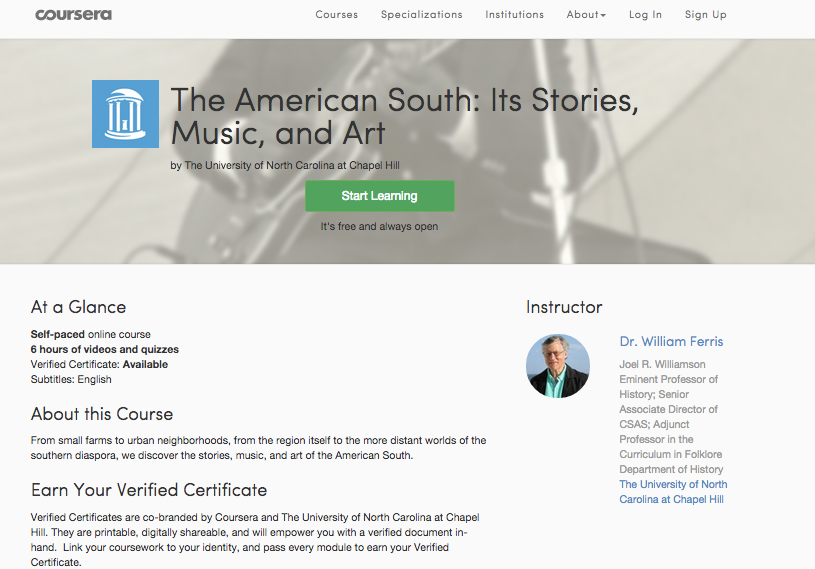 coursera
Courses Specializations Institutions About Log In Sign Up
The American South: Its Stories,
Music, and Art
by The University of North Carolina at Chapel Hill
Start Learning
It's free and always open
At a Glance
Self-paced online course
6 hours of videos and quizzes
Verified Certificate: Available
Subtitles: English
About this Course
From small farms to urban neighborhoods, from the region itself to the more distant worlds of the
southern diaspora, we discover the stories, music, and art of the American South.
Earn Your Verified Certificate
Verified Certificates are co-branded by Coursera and The University of North Carolina at Chapel
Hill. They are printable, digitally shareable, and will empower you with a verified document in-
hand. Link your coursework to your identity, and pass every module to earn your Verified
Certificate.
Instructor
Dr. William Ferris
Joel R. Williamson
Eminent Professor of
History; Senior
Associate Director of
CSAS; Adjunct
Professor in the
Curriculum in Folklore
Department of History
The University of North
Carolina at Chapel Hill